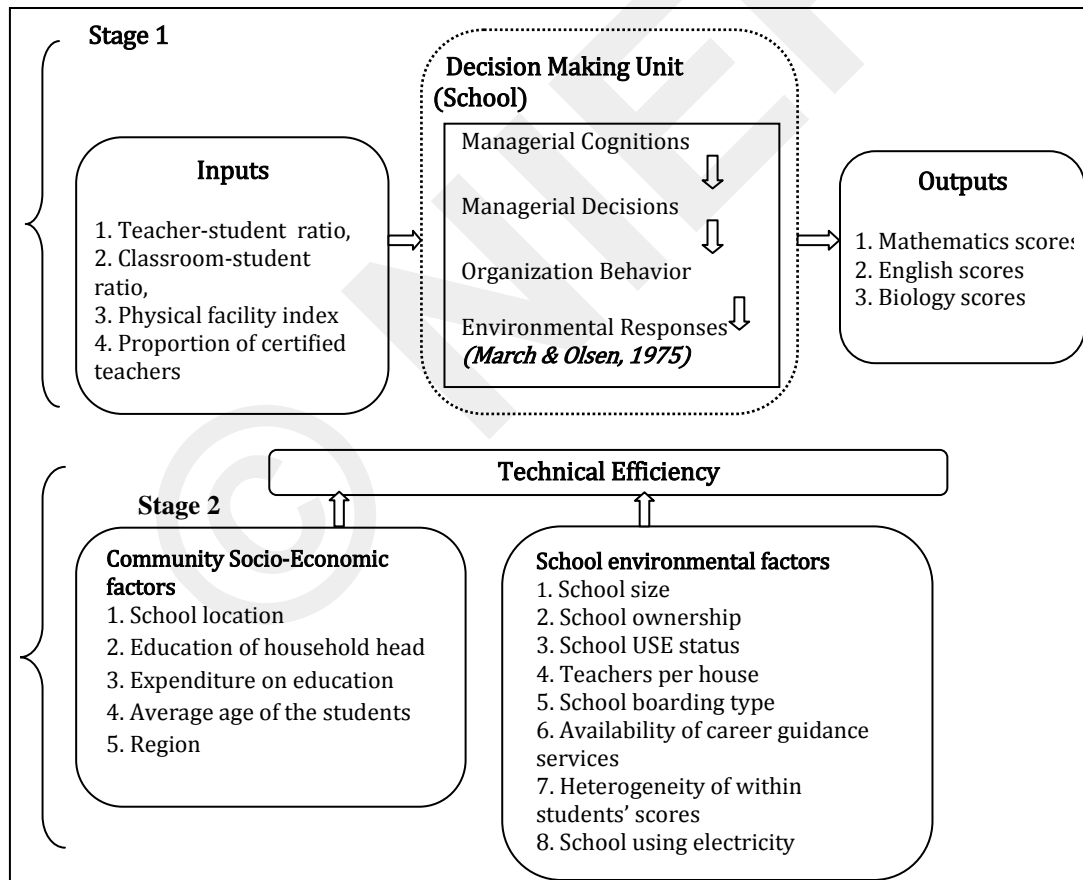 Stage 1
Decision Making Unit
(School)
Managerial Cognitions
Managerial Decisions
Organization Behavior
Environmental Responses
(March & Olsen, 1975)
Inputs
1. Teacher-student ratio,
2. Classroom-student
ratio,
3. Physical facility index
4. Proportion of certified
teachers
Outputs
1. Mathematics scores
2. English scores
3. Biology scores
Technical Efficiency
Stage 2
Community Socio-Economic
factors
1. School location
2. Education of household head
3. Expenditure on education
4. Average age of the students
5. Region
School environmental factors
1. School size
2. School ownership
3. School USE status
4. Teachers per house
5. School boarding type
6. Availability of career guidance
services
7. Heterogeneity of within
students’ scores
8. School using electricity